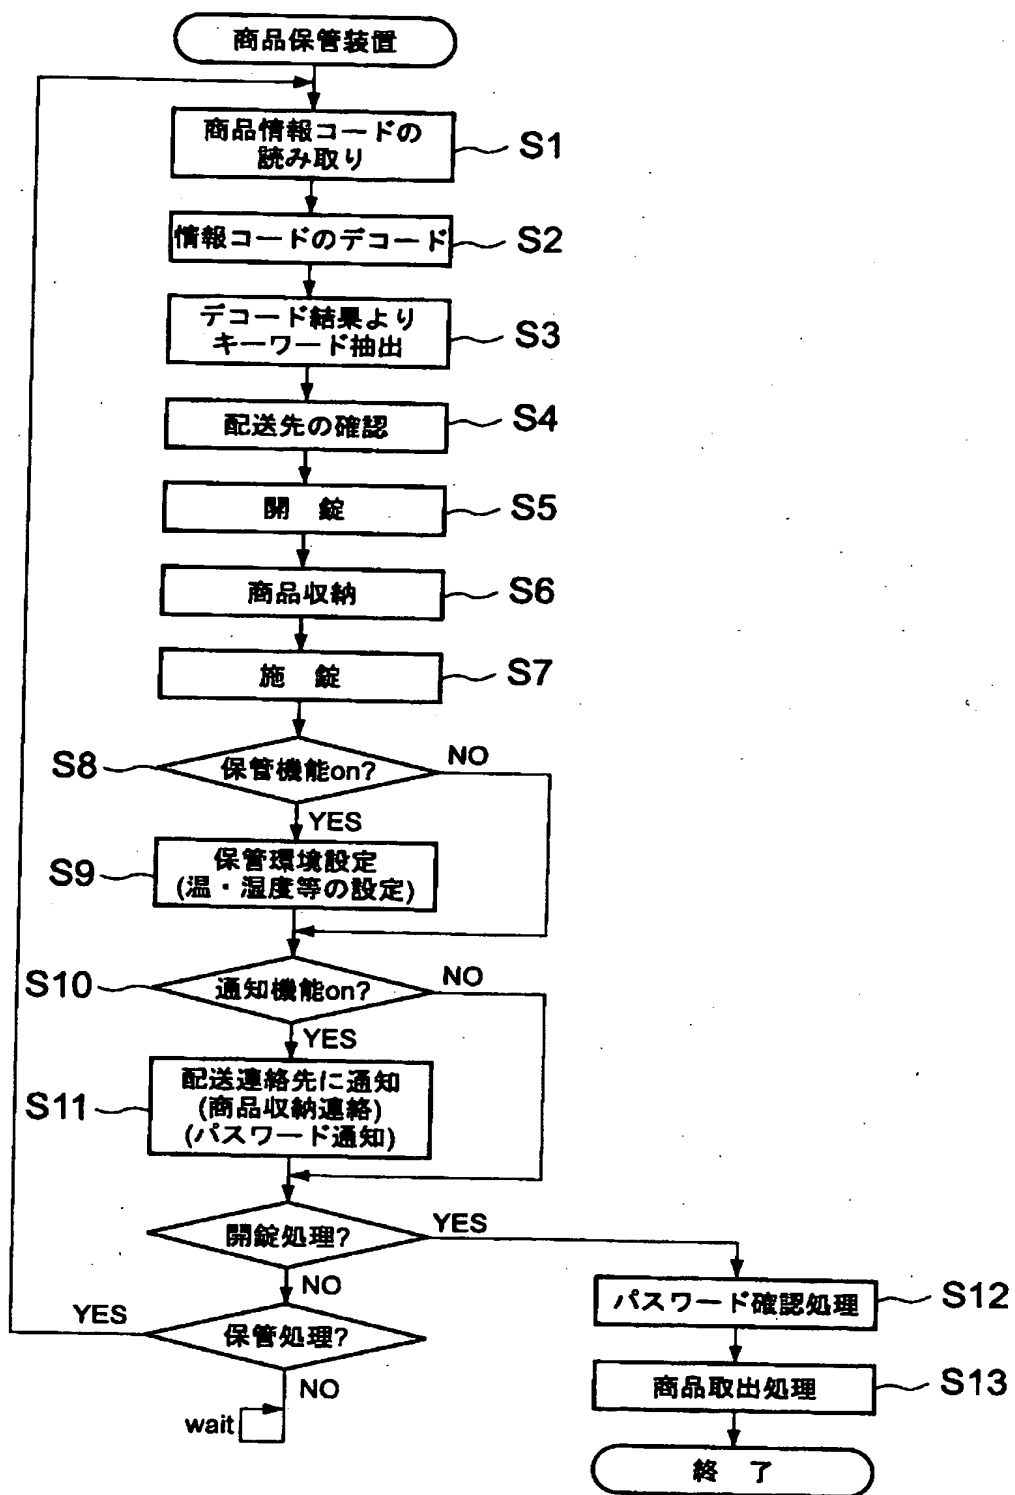 商品保管装置
商品情報コードの
読み取り
S1
情報コードのデコード
S2
デコード結果より
キーワード抽出
S3
配送先の確認
S4
開 錠
S5
商品収納
S6
施 錠
S7
S8
保管機能on?
NO
YES
S9
保管環境設定
(温・湿度等の設定)
S10
通知機能on?
NO
YES
S11
配送連絡先に通知
(商品収納連絡)
(パスワード通知)
開錠処理?
YES
NO
パスワード確認処理
S12
YES
保管処理?
NO
wait
商品取出処理
S13
終 了